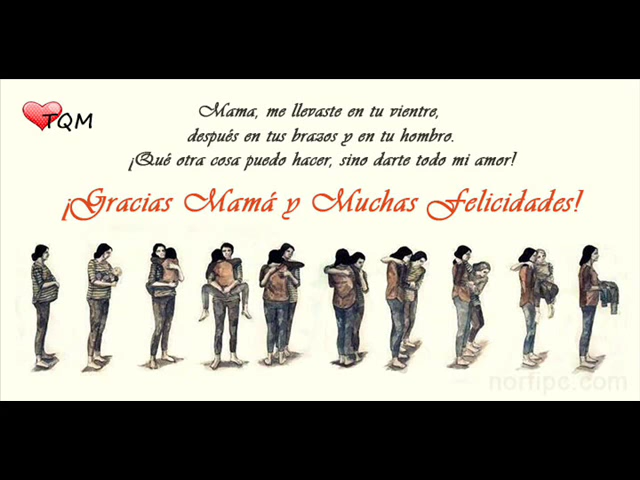 TQM
Mama, me llevaste en tu vientre,
después en tus brazos y en tu hombro.
¡Qué otra cosa puedo hacer, sino darte todo mi amor!
¡Gracias Mamá y Muchas Felicidades!
norfipc.com